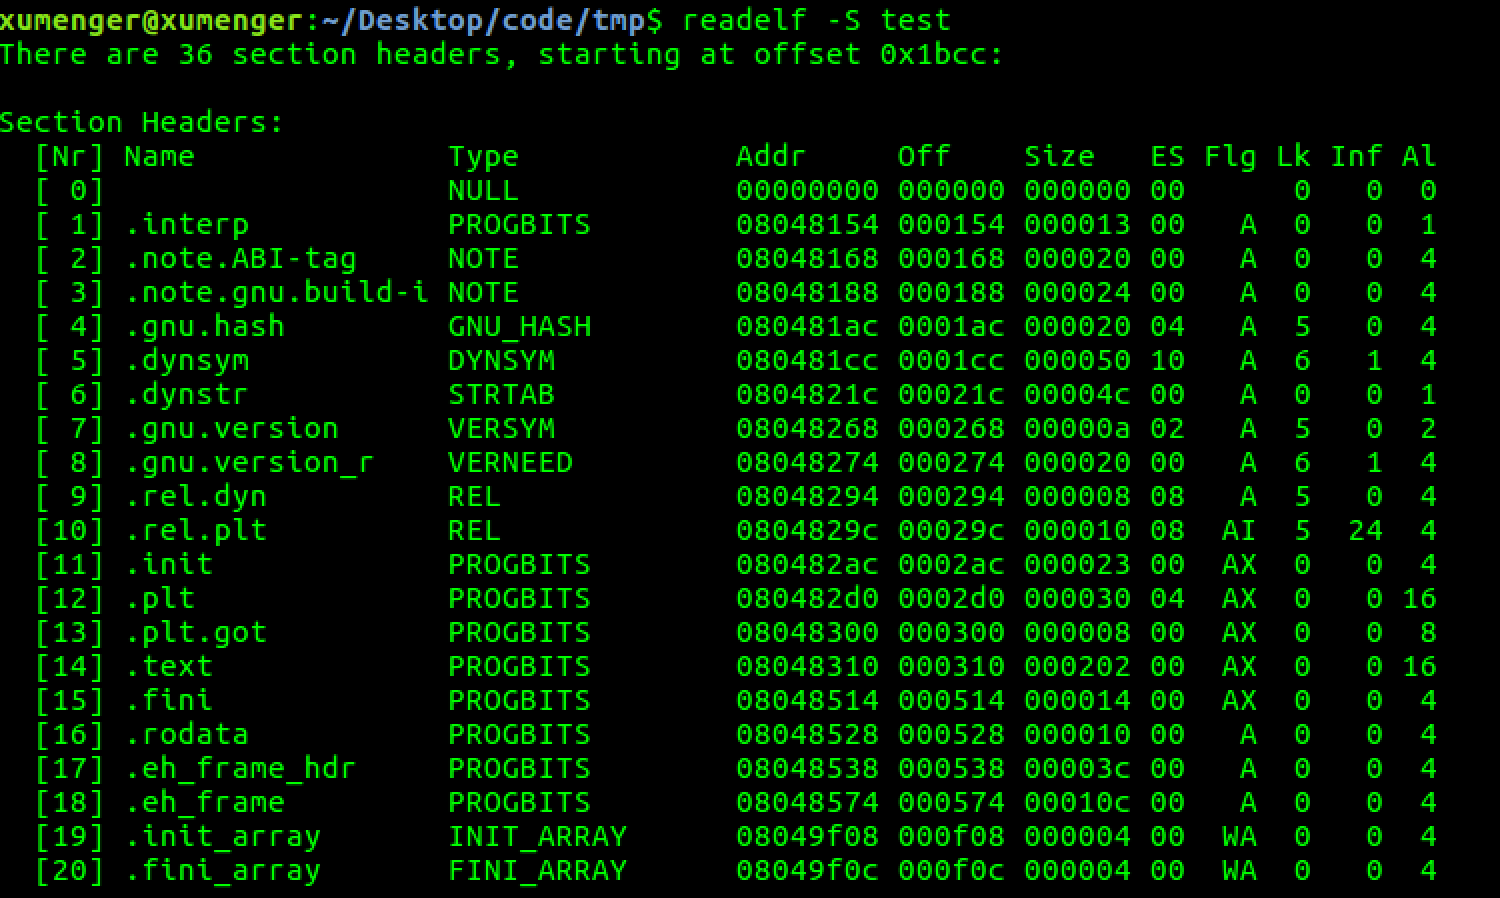 xumenger@xumenger:~/Desktop/code/tmp$ readelf -S test
There are 36 section headers, starting at offset 0x1bcc:

Section Headers:
  [Nr] Name              Type            Addr     Off    Size   ES Flg Lk Inf Al
  [ 0]                   NULL            00000000 000000 000000 00      0   0  0
  [ 1] .interp           PROGBITS        08048154 000154 000013 00   A  0   0  1
  [ 2] .note.ABI-tag     NOTE            08048168 000168 000020 00   A  0   0  4
  [ 3] .note.gnu.build-i NOTE            08048188 000188 000024 00   A  0   0  4
  [ 4] .gnu.hash         GNU_HASH        080481ac 0001ac 000020 04   A  5   0  4
  [ 5] .dynsym           DYNSYM          080481cc 0001cc 000050 10   A  6   1  4
  [ 6] .dynstr           STRTAB          0804821c 00021c 00004c 00   A  0   0  1
  [ 7] .gnu.version      VERSYM          08048268 000268 00000a 02   A  5   0  2
  [ 8] .gnu.version_r    VERNEED         08048274 000274 000020 00   A  6   1  4
  [ 9] .rel.dyn          REL             08048294 000294 000008 08   A  5   0  4
  [10] .rel.plt          REL             0804829c 00029c 000010 08  AI  5  24  4
  [11] .init             PROGBITS        080482ac 0002ac 000023 00  AX  0   0  4
  [12] .plt              PROGBITS        080482d0 0002d0 000030 04  AX  0   0 16
  [13] .plt.got          PROGBITS        08048300 000300 000008 00  AX  0   0  8
  [14] .text             PROGBITS        08048310 000310 000202 00  AX  0   0 16
  [15] .fini             PROGBITS        08048514 000514 000014 00  AX  0   0  4
  [16] .rodata           PROGBITS        08048528 000528 000010 00   A  0   0  4
  [17] .eh_frame_hdr     PROGBITS        08048538 000538 00003c 00   A  0   0  4
  [18] .eh_frame         PROGBITS        08048574 000574 00010c 00   A  0   0  4
  [19] .init_array       INIT_ARRAY      08049f08 000f08 000004 00  WA  0   0  4
  [20] .fini_array       FINI_ARRAY      08049f0c 000f0c 000004 00  WA  0   0  4